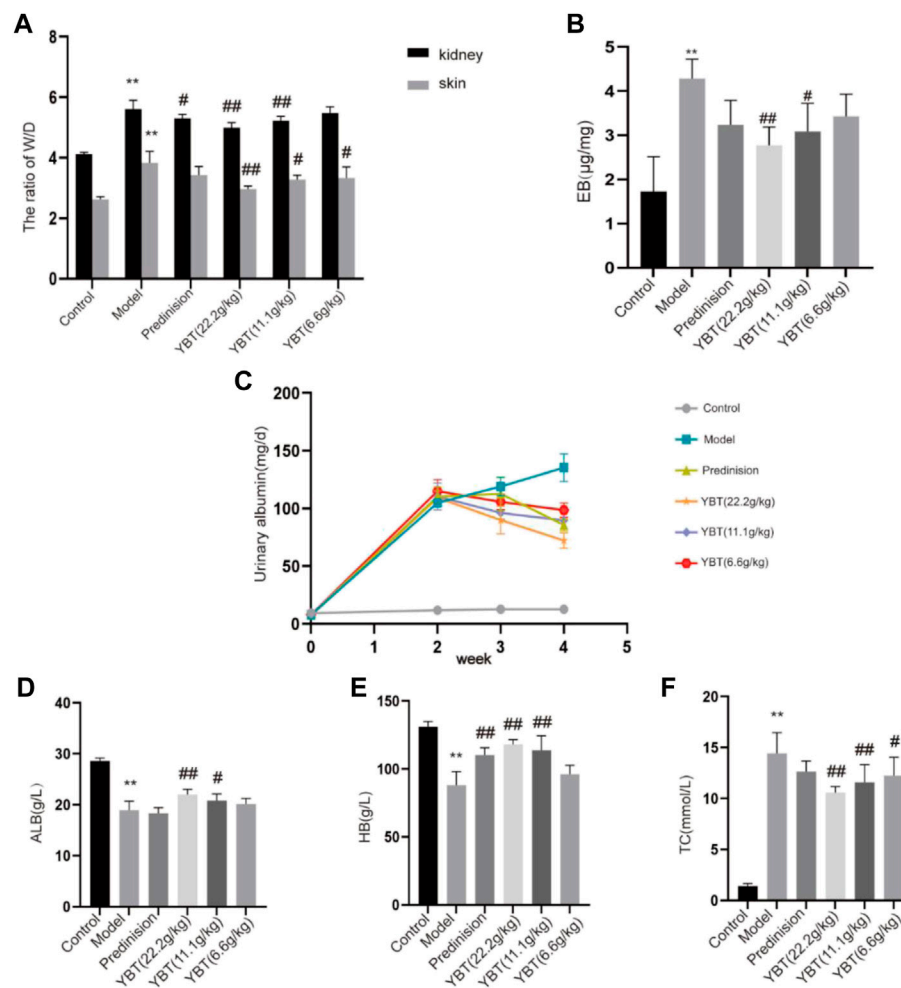 A
The ratio of W/D
8
6
4
2
0
**
**
#
##
##
##
#
#
Control
Model
Predinision
YBT(22.2g/kg)
YBT(11.1g/kg)
YBT(6.6g/kg)
kidney
skin
B
EB(µg/mg)
5
4
3
2
1
0
**
##
#
Control
Model
Predinision
YBT(22.2g/kg)
YBT(11.1g/kg)
YBT(6.6g/kg)
C
Urinary albumin(mg/d)
200
150
100
50
0
0
1
2
3
4
5
week
Control
Model
Predinision
YBT(22.2g/kg)
YBT(11.1g/kg)
YBT(6.6g/kg)
D
ALB(g/L)
40
30
20
10
0
**
##
#
Control
Model
Predinision
YBT(22.2g/kg)
YBT(11.1g/kg)
YBT(6.6g/kg)
E
HB(g/L)
150
100
50
0
**
##
##
##
Control
Model
Predinision
YBT(22.2g/kg)
YBT(11.1g/kg)
YBT(6.6g/kg)
F
TC(mmol/L)
20
15
10
5
0
**
##
##
#
Control
Model
Predinision
YBT(22.2g/kg)
YBT(11.1g/kg)
YBT(6.6g/kg)